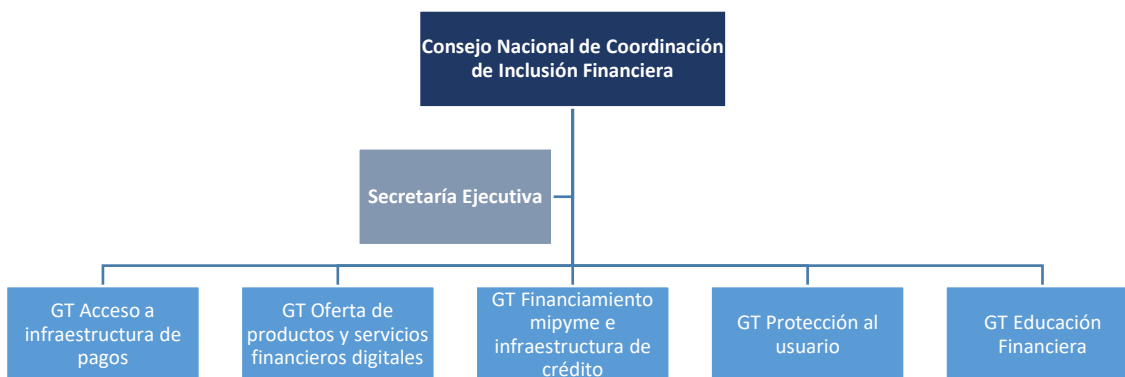 Consejo Nacional de Coordinación
de Inclusión Financiera
Secretaría Ejecutiva
GT Acceso a
infraestructura de
pagos
GT Oferta de
productos y servicios
financieros digitales
GT Financiamiento
mipyme e
infraestructura de
crédito
GT Protección al
usuario
GT Educación
Financiera